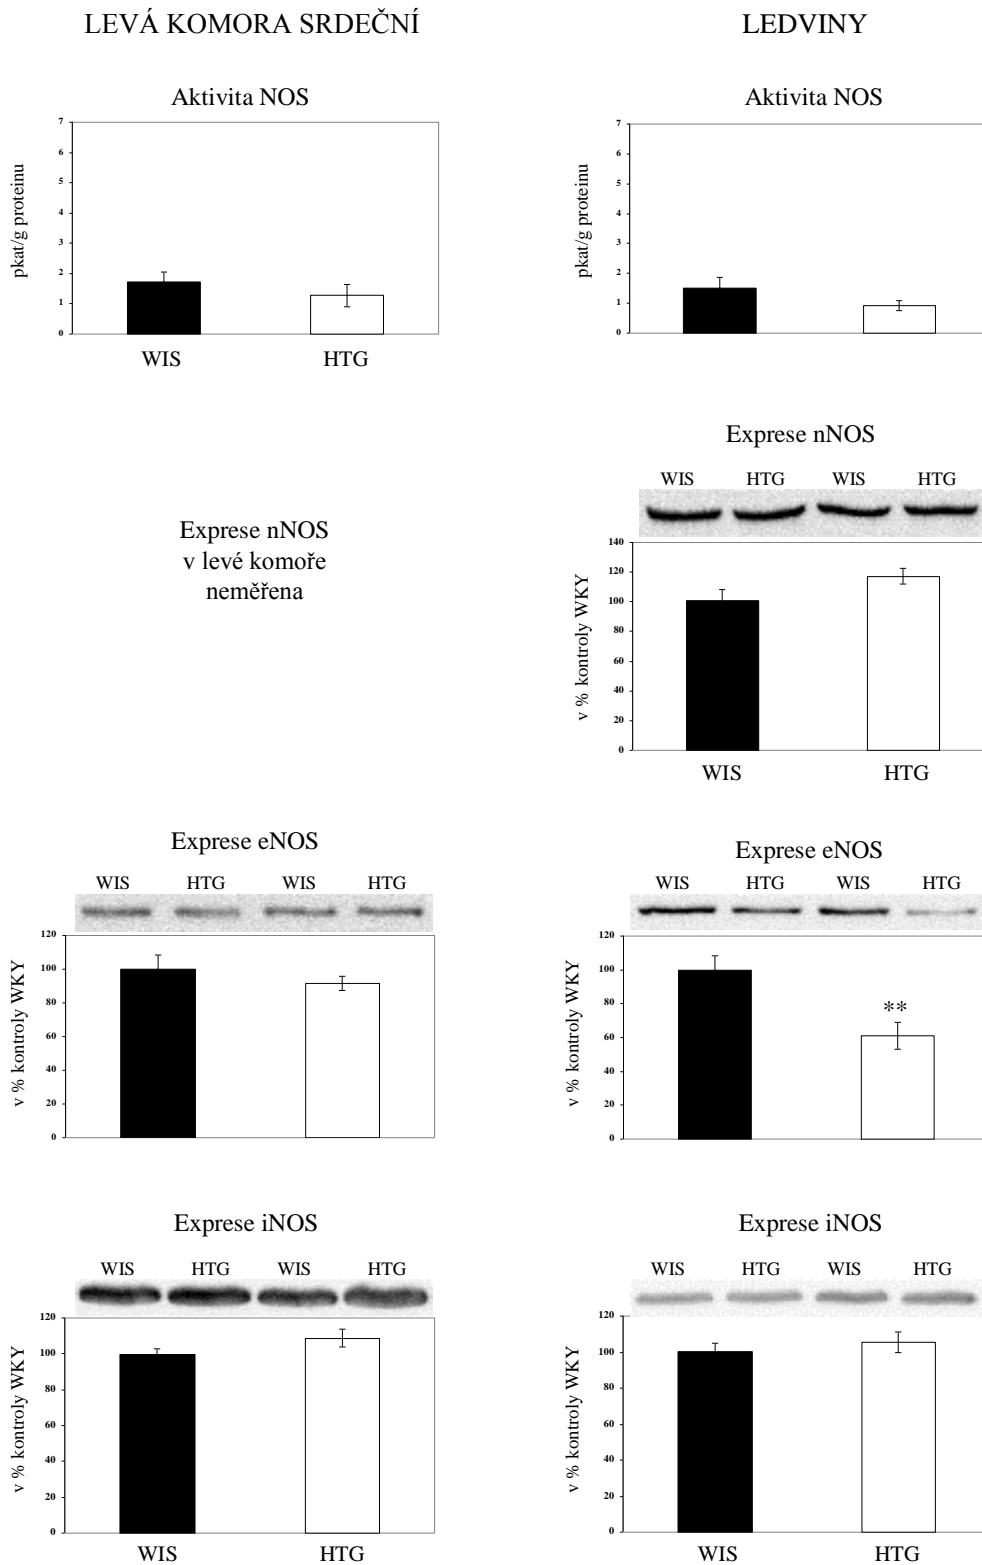 LEVÁ KOMORA SRDEČNÍ
Aktivita NOS
pkat/g proteinu
7
6
5
4
3
2
1
0
WIS HTG
Exprese nNOS
v levé komoře
neměřena
Exprese eNOS
WIS HTG WIS HTG
v % kontroly WKY
120
100
80
60
40
20
0
Exprese iNOS
WIS HTG WIS HTG
v % kontroly WKY
120
100
80
60
40
20
0
WIS HTG
LEDVINY
Aktivita NOS
pkat/g proteinu
7
6
5
4
3
2
1
0
Exprese nNOS
WIS HTG WIS HTG
v % kontroly WKY
140
120
100
80
60
40
20
0
WIS HTG
Exprese eNOS
WIS HTG WIS HTG
v % kontroly WKY
120
100
80
60
40
20
0
**
Exprese iNOS
WIS HTG WIS HTG
v % kontroly WKY
120
100
80
60
40
20
0
WIS HTG